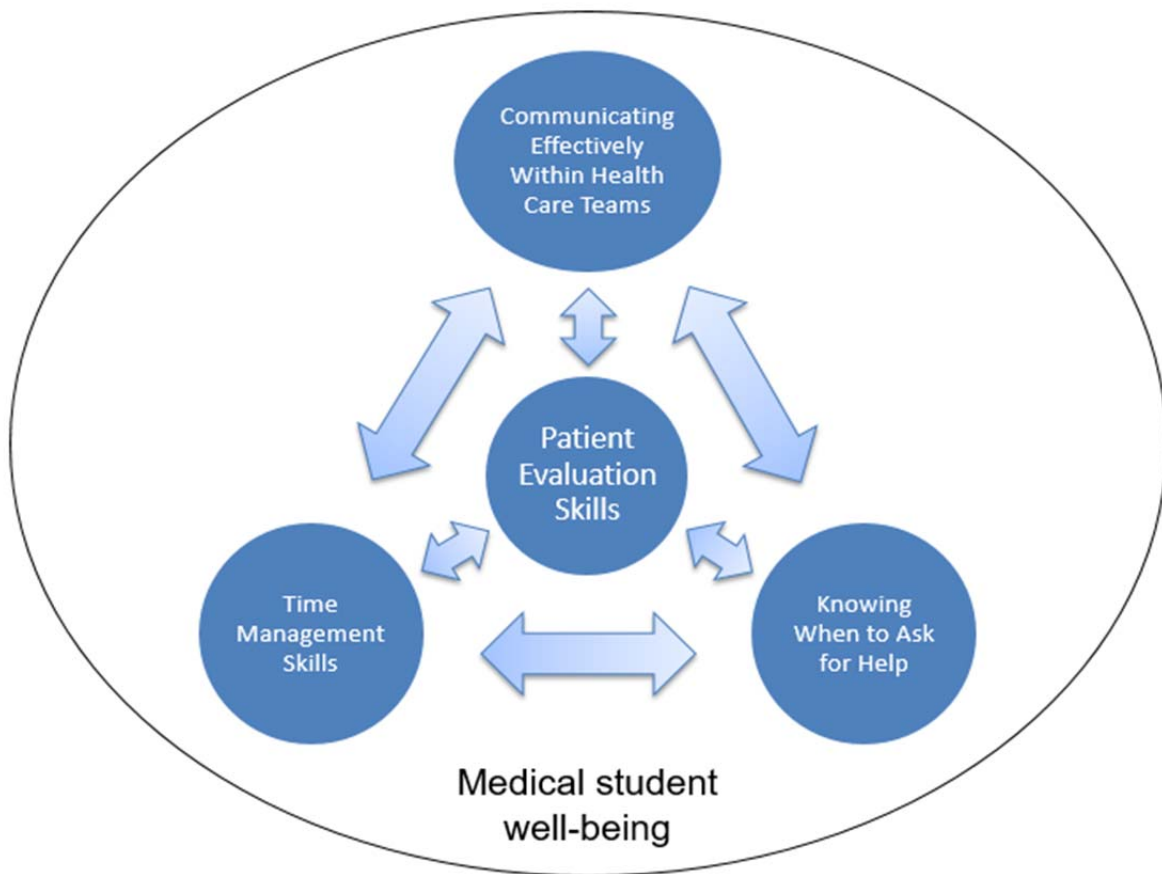 Communicating
Effectively
Within Health
Care Teams
Patient
Evaluation
Skills
Time
Management
Skills
Knowing
When to Ask
for Help
Medical student
well-being